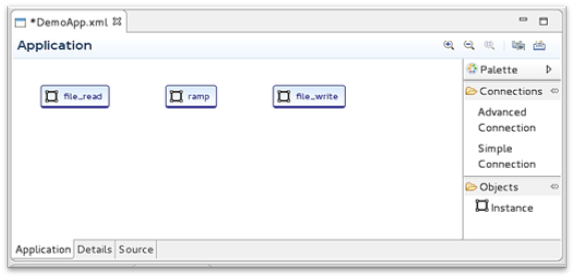 *DemoApp.xml
Application
Palette
Connections
Advanced
Connection
Simple
Connection
Objects
Instance
file_read
ramp
file_write
Application
Details
Source